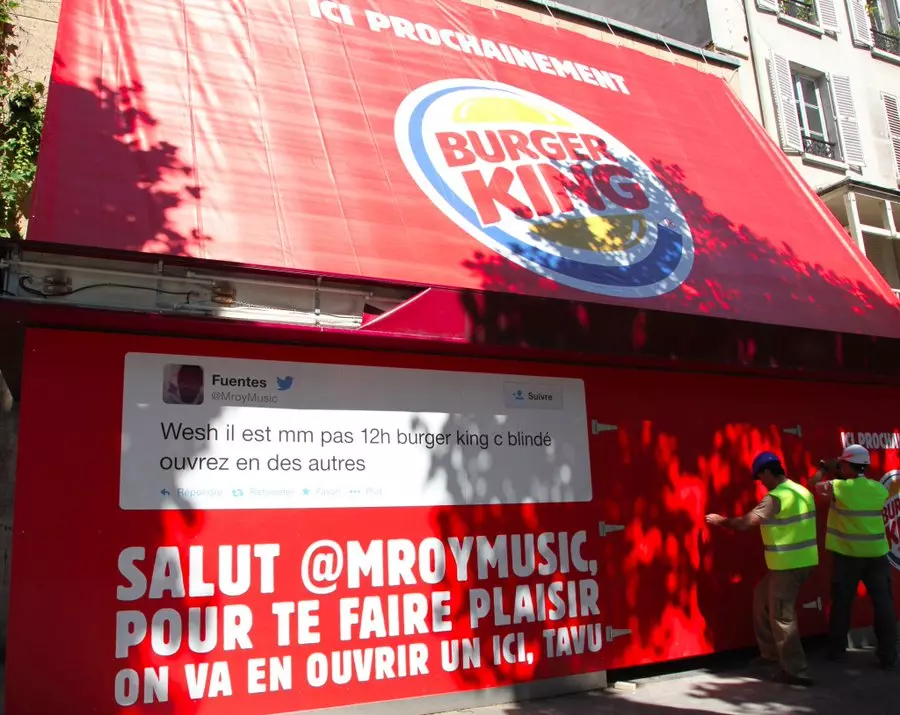 ICI PROCHAINEMENT
BURGER
KING
Fuentes
@MroyMusic
Suivre
Wesh il est mm pas 12h burger king c blindé
ouvrez en des autres
Répondre Retweeter Favori Plus
SALUT @MROYMUSIC,
POUR TE FAIRE PLAISIR
ON VA EN OUVRIR UN ICI, TAVU
ICI